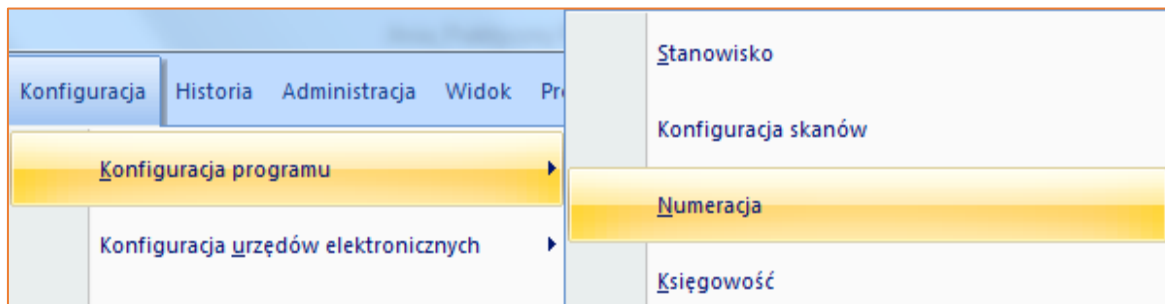 Konfiguracja Historia Administracja Widok
Konfiguracja programu
Konfiguracja urzędów elektronicznych
Stanowisko
Konfiguracja skanów
Numeracja
Księgowość